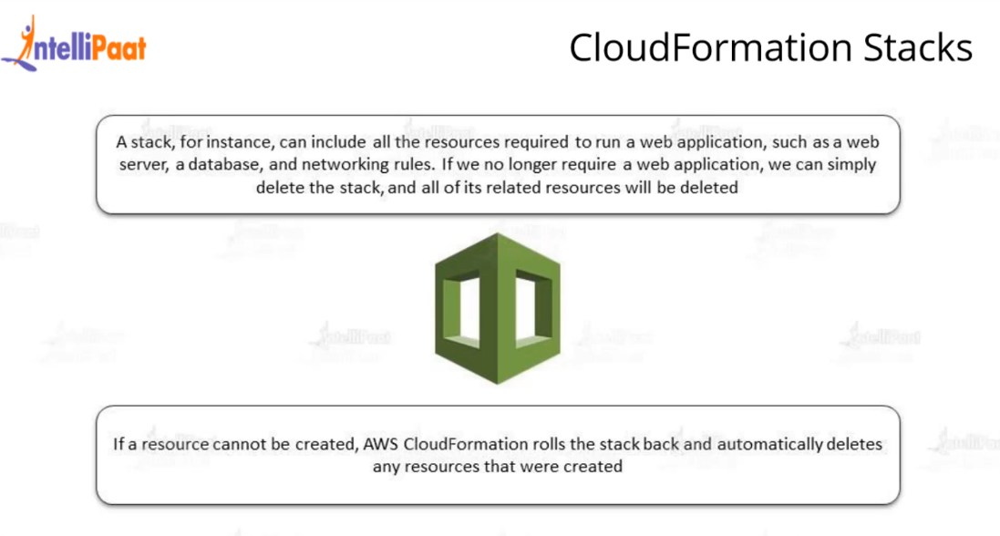 IntelliPaat
CloudFormation Stacks
A stack, for instance, can include all the resources required to run a web application, such as a web
server, a database, and networking rules. If we no longer require a web application, we can simply
delete the stack, and all of its related resources will be deleted
If a resource cannot be created, AWS CloudFormation rolls the stack back and automatically deletes
any resources that were created